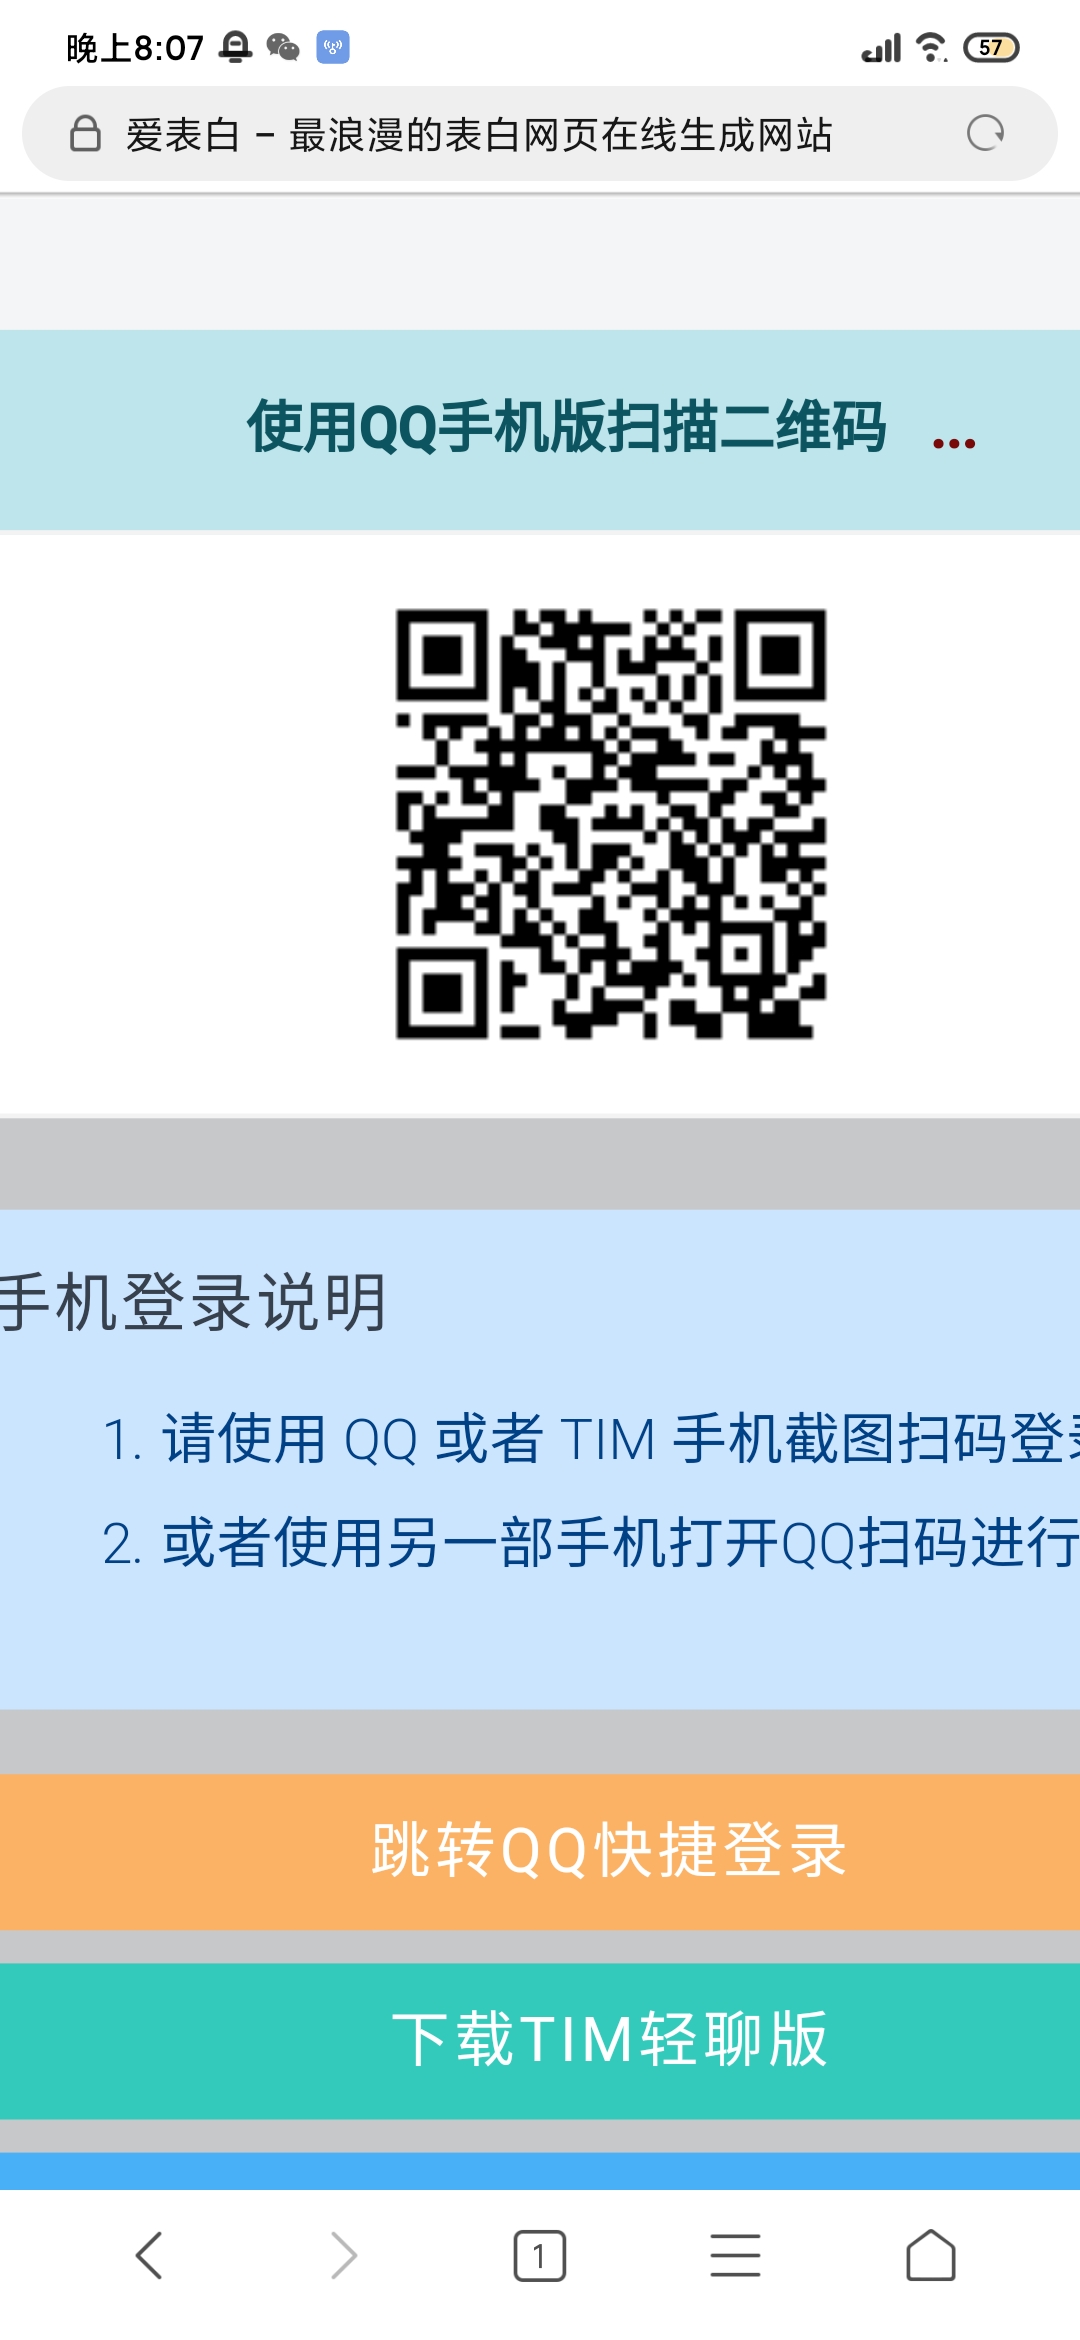 晚上8:07
57
爱表白 - 最浪漫的表白网页在线生成网站
使用QQ手机版扫描二维码 ...
手机登录说明
1. 请使用 QQ 或者 TIM 手机截图扫码登
2. 或者使用另一部手机打开QQ扫码进行
跳转QQ快捷登录
下载TIM轻聊版
1